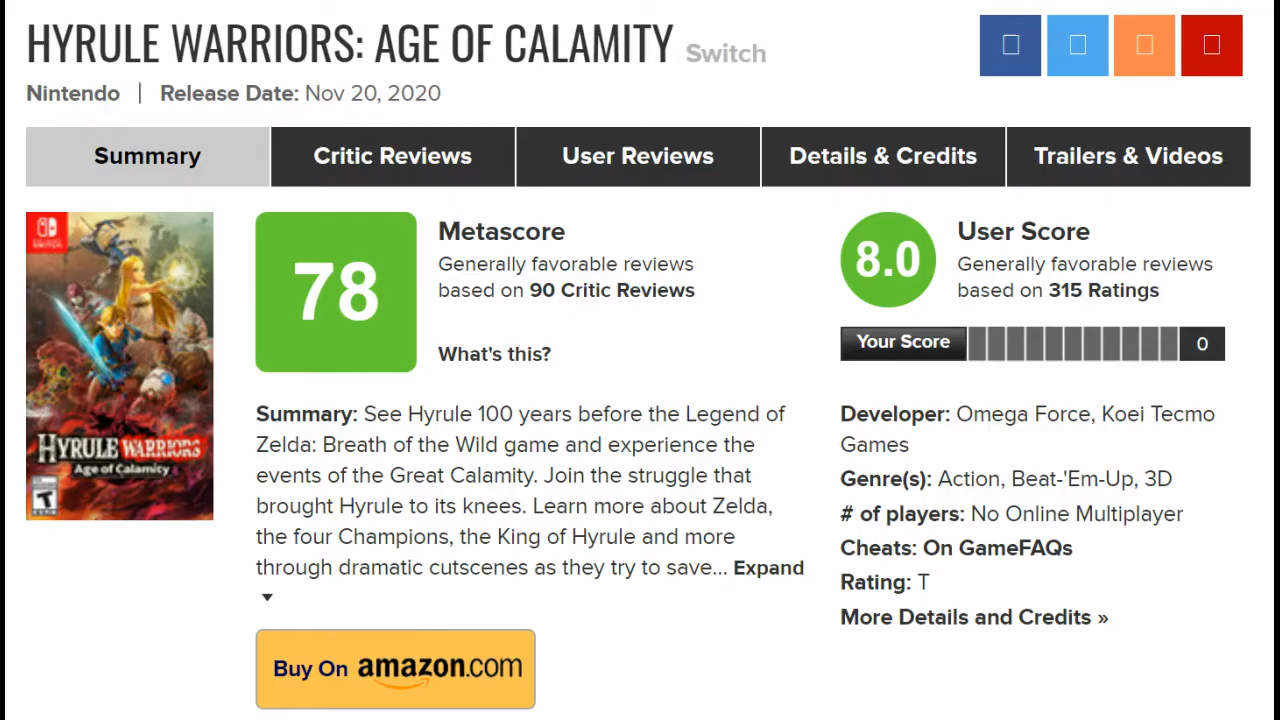 HYRULE WARRIORS: AGE OF CALAMITY Switch
Nintendo | Release Date: Nov 20, 2020
Summary Critic Reviews User Reviews Details & Credits Trailers & Videos
HYRULE WARRIORS
Age of Calamity
T
78
Metascore
Generally favorable reviews
based on 90 Critic Reviews
What's this?
Summary: See Hyrule 100 years before the Legend of
Zelda: Breath of the Wild game and experience the
events of the Great Calamity. Join the struggle that
brought Hyrule to its knees. Learn more about Zelda,
the four Champions, the King of Hyrule and more
through dramatic cutscenes as they try to save... Expand
Buy On amazon.com
8.0
User Score
Generally favorable reviews
based on 315 Ratings
Your Score 0
Developer: Omega Force, Koei Tecmo
Games
Genre(s): Action, Beat-'Em-Up, 3D
# of players: No Online Multiplayer
Cheats: On GameFAQs
Rating: T
More Details and Credits »